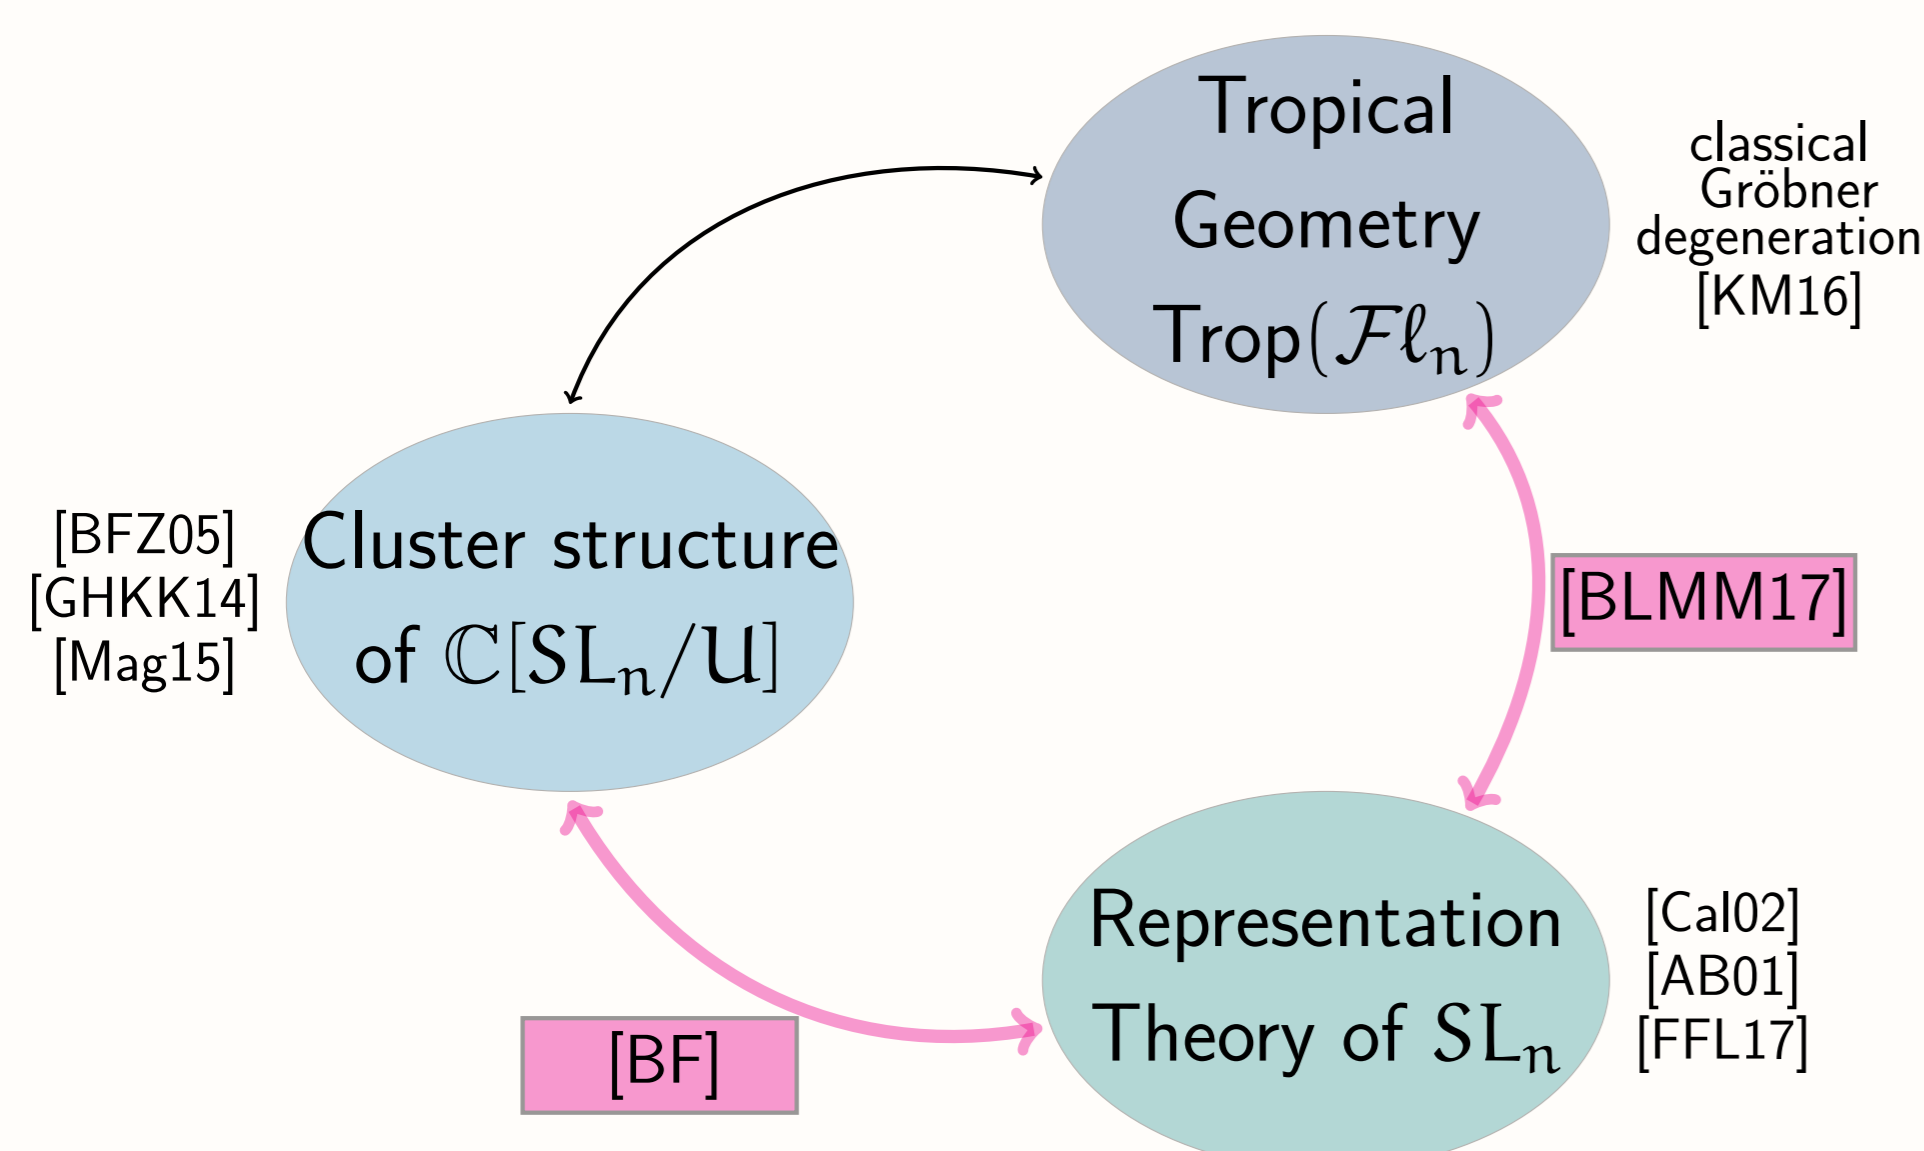 Tropical
Geometry
Trop(ℱℓₙ)
classical
Gröbner
degeneration
[KM16]
[BFZ05]
[GHKK14]
[Mag15]
Cluster structure
of ℂ[SLₙ/U]
[BLMM17]
Representation
Theory of SLₙ
[Cal02]
[AB01]
[FFL17]
[BF]